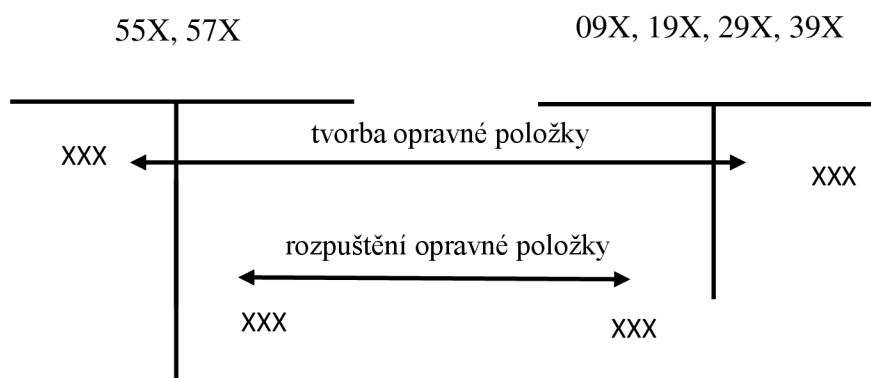 55X, 57X
09X, 19X, 29X, 39X
tvorba opravné položky
XXX
XXX
rozpuštění opravné položky
XXX
XXX